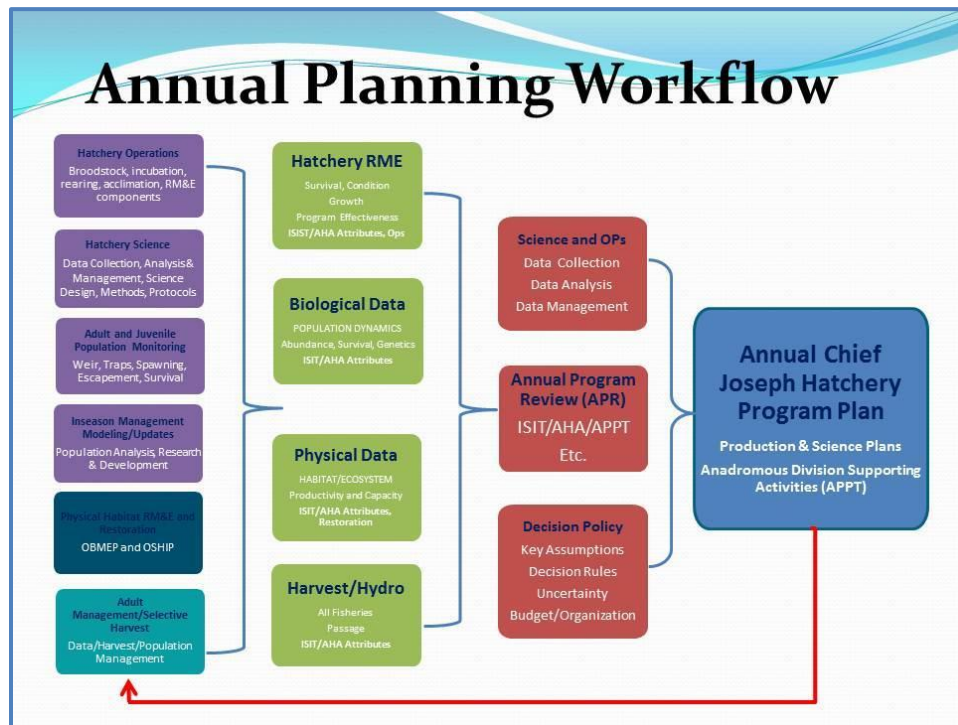 Annual Planning Workflow
Hatchery Operations
Broodstock, incubation,
rearing, acclimation, RM&E
components
Hatchery Science
Data Collection, Analysis&
Management, Science
Design, Methods, Protocols
Adult and Juvenile
Population Monitoring
Weir, Traps, Spawning,
Escapement, Survival
Inseason Management
Modeling/Updates
Population Analysis, Research
& Development
Physical Habitat RM&E and
Restoration
OBMEP and OSHIP
Adult
Management/Selective
Harvest
Data/Harvest/Population
Management
Hatchery RME
Survival, Condition
Growth
Program Effectiveness
ISIST/AHA Attributes, Ops
Biological Data
POPULATION DYNAMICS
Abundance, Survival, Genetics
ISIT/AHA Attributes
Physical Data
HABITAT/ECOSYSTEM
Productivity and Capacity
ISIT/AHA Attributes,
Restoration
Harvest/Hydro
All Fisheries
Passage
ISIT/AHA Attributes
Science and OPs
Data Collection
Data Analysis
Data Management
Annual Program
Review (APR)
ISIT/AHA/APPT
Etc.
Decision Policy
Key Assumptions
Decision Rules
Uncertainty
Budget/Organization
Annual Chief
Joseph Hatchery
Program Plan
Production & Science Plans
Anadromous Division Supporting
Activities (APPT)